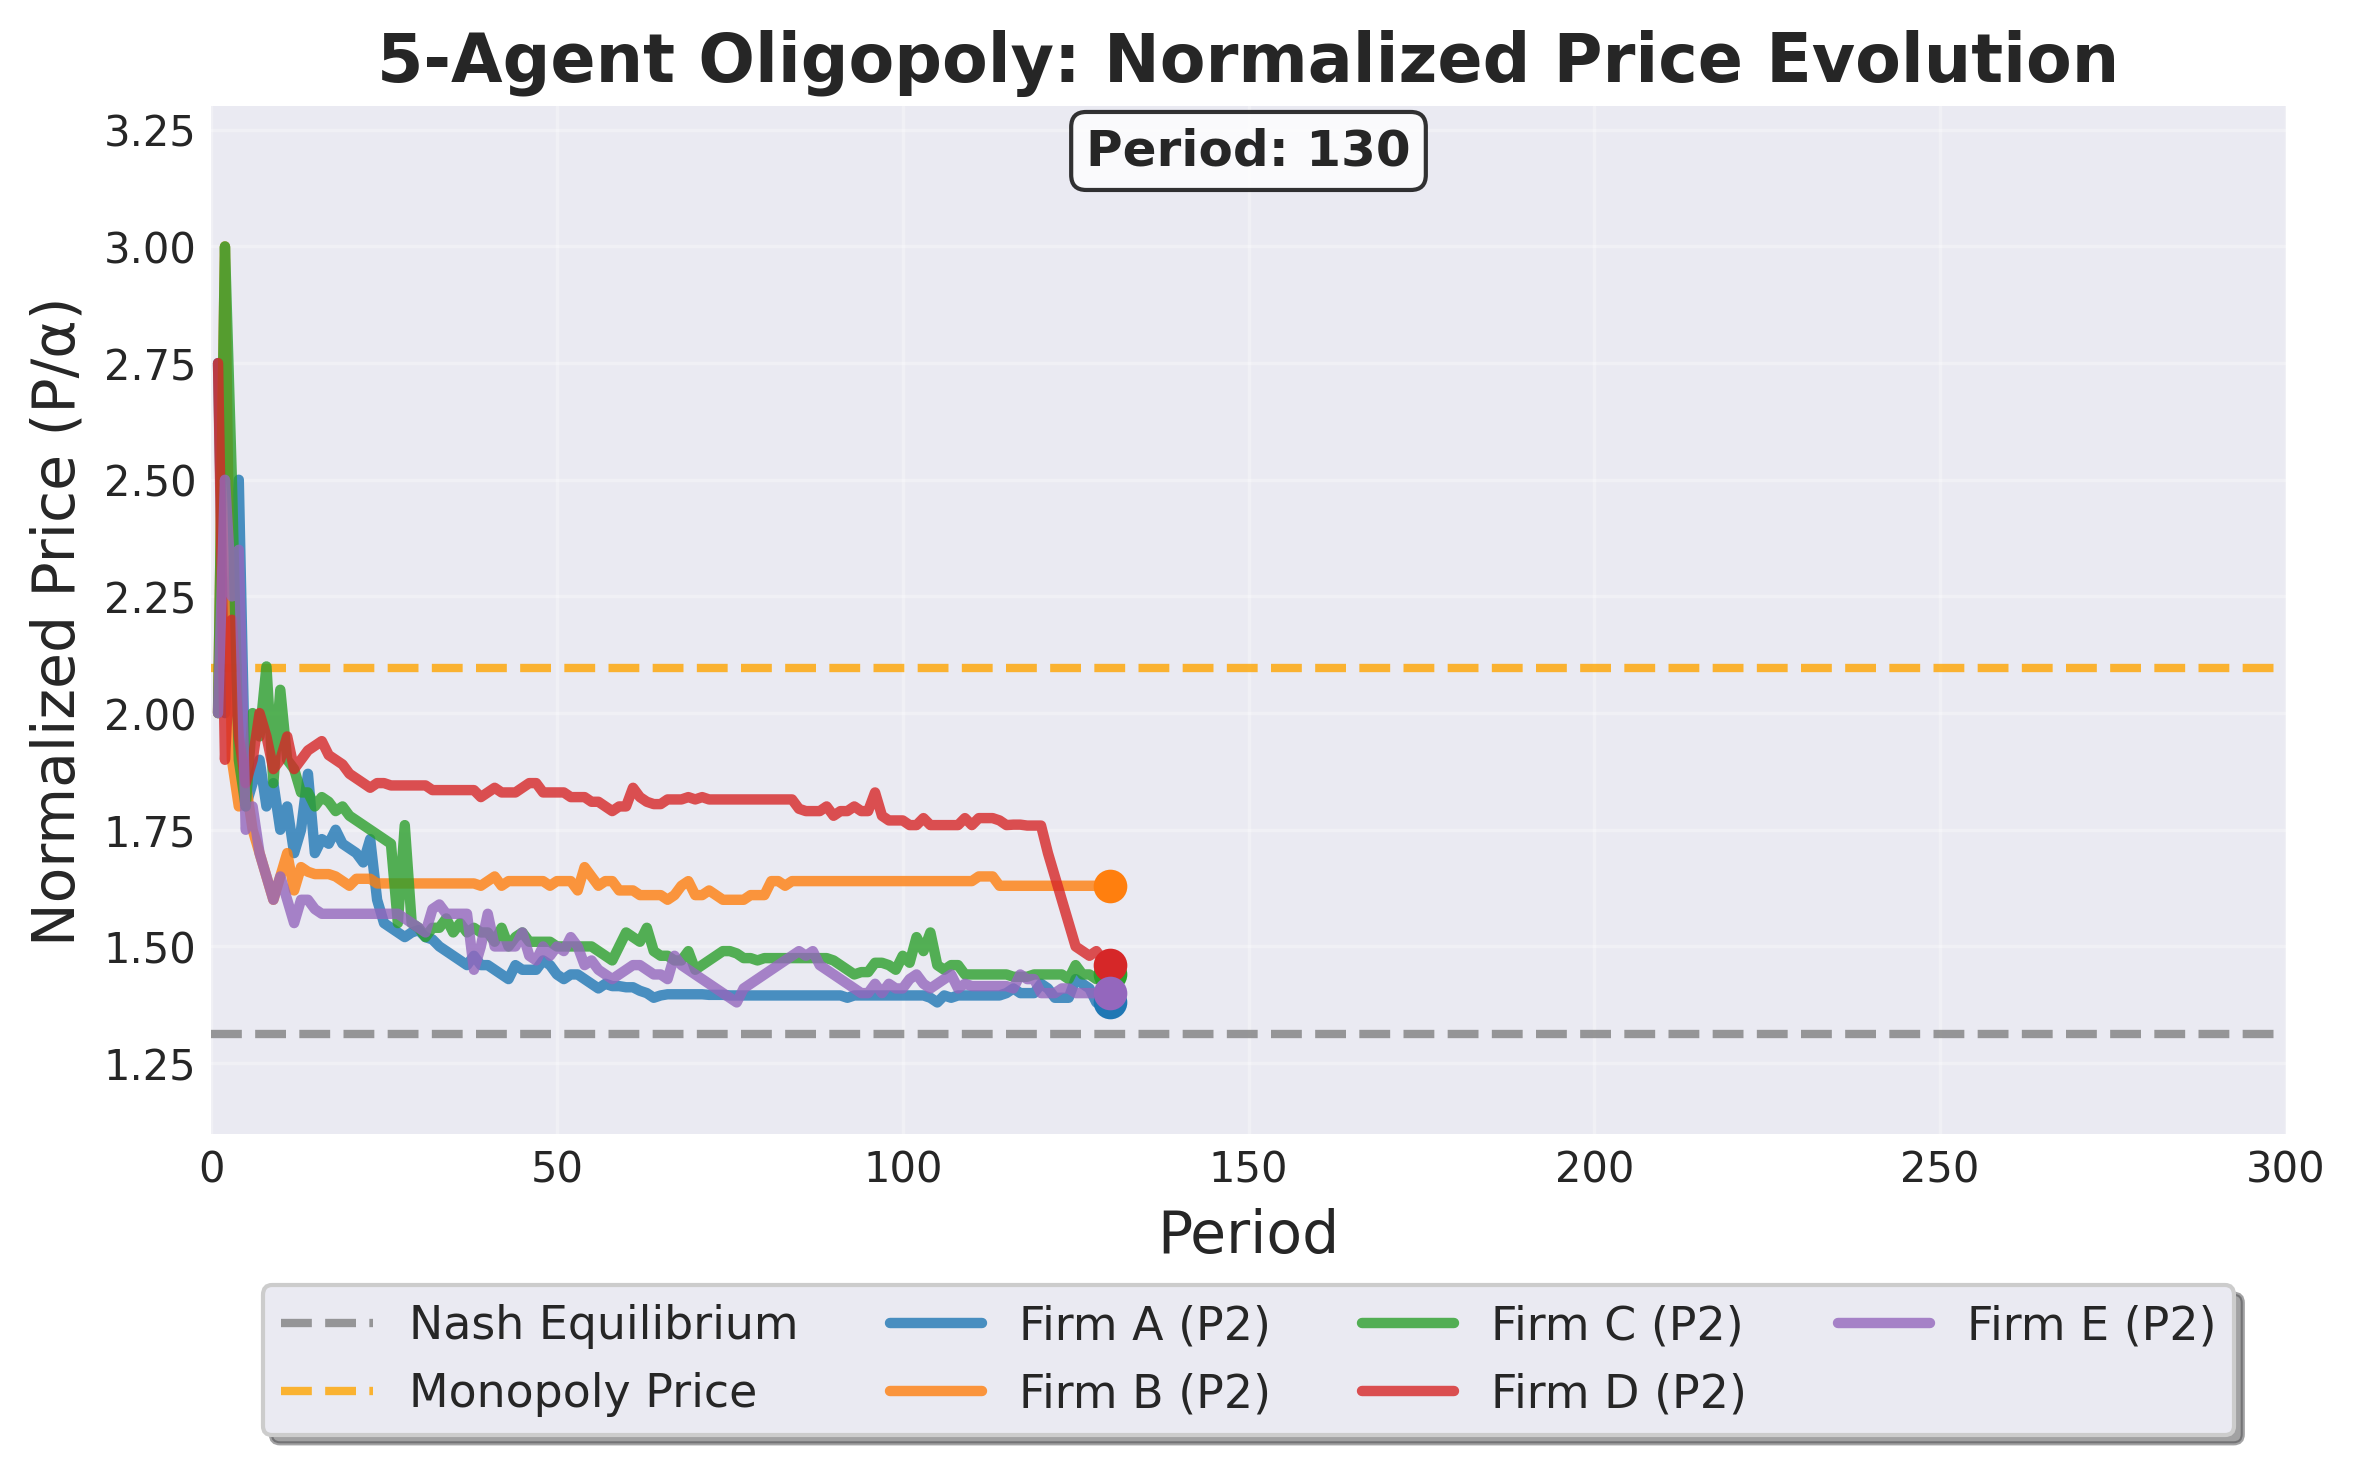 5-Agent Oligopoly: Normalized Price Evolution
Period: 130
Normalized Price (P/α)
3.25
3.00
2.75
2.50
2.25
2.00
1.75
1.50
1.25
0 50 100 150 200 250 300
Period
Nash Equilibrium
Monopoly Price
Firm A (P2)
Firm B (P2)
Firm C (P2)
Firm D (P2)
Firm E (P2)